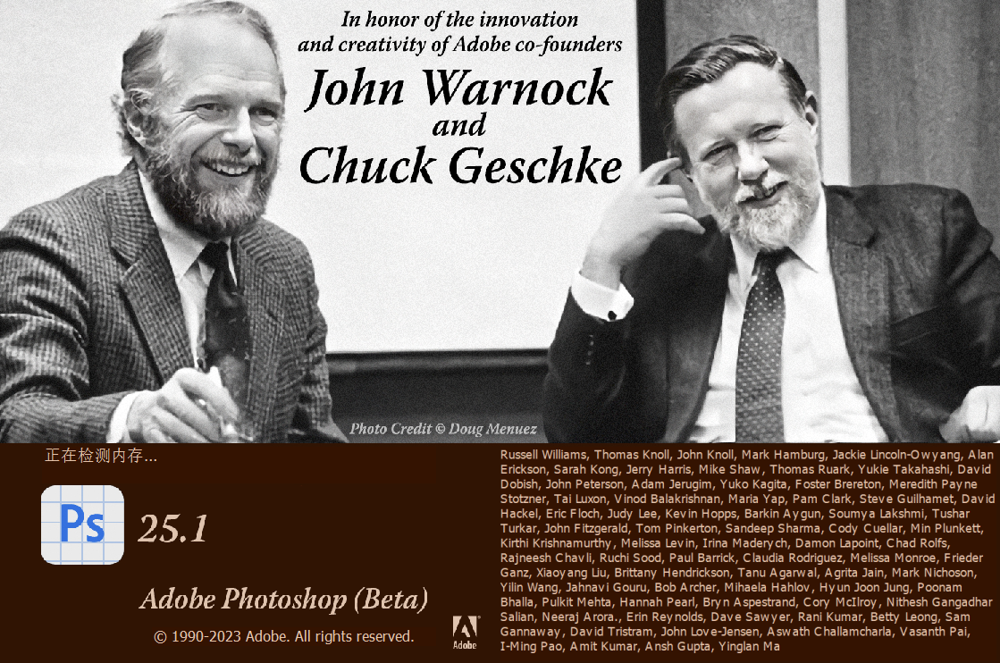 In honor of the innovation
and creativity of Adobe co-founders
John Warnock
and
Chuck Geschke
Photo Credit © Doug Menuez
正在检测内存...
Ps
25.1
Adobe Photoshop (Beta)
© 1990-2023 Adobe. All rights reserved.
Adobe
Russell Williams, Thomas Knoll, John Knoll, Mark Hamburg, Jackie Lincoln-Owyang, Alan
Erickson, Sarah Kong, Jerry Harris, Mike Shaw, Thomas Ruark, Yukie Takahashi, David
Dobish, John Peterson, Adam Jerugim, Yuko Kagita, Foster Brereton, Meredith Payne
Stotzner, Tai Luxon, Vinod Balakrishnan, Maria Yap, Pam Clark, Steve Guilhamet, David
Hackel, Eric Floch, Judy Lee, Kevin Hopps, Barkin Aygun, Soumya Lakshmi, Tushar
Turkar, John Fitzgerald, Tom Pinkerton, Sandeep Sharma, Cody Cuellar, Min Plunkett,
Kirthi Krishnamurthy, Melissa Levin, Irina Maderych, Damon Lapoint, Chad Rolfs,
Rajneesh Chavli, Ruchi Sood, Paul Barrick, Claudia Rodriguez, Melissa Monroe, Frieder
Ganz, Xiaoyang Liu, Brittany Hendrickson, Tanu Agarwal, Agrita Jain, Mark Nichoson,
Yilin Wang, Jahnavi Gouru, Bob Archer, Mihaela Hahlov, Hyun Joon Jung, Poonam
Bhalla, Pulkit Mehta, Hannah Pearl, Bryn Aspestrand, Cory McIlroy, Nithesh Gangadhar
Salian, Neeraj Arora., Erin Reynolds, Dave Sawyer, Rani Kumar, Betty Leong, Sam
Gannaway, David Tristram, John Love-Jensen, Aswath Challamcharla, Vasanth Pai,
I-Ming Pao, Amit Kumar, Ansh Gupta, Yinglan Ma